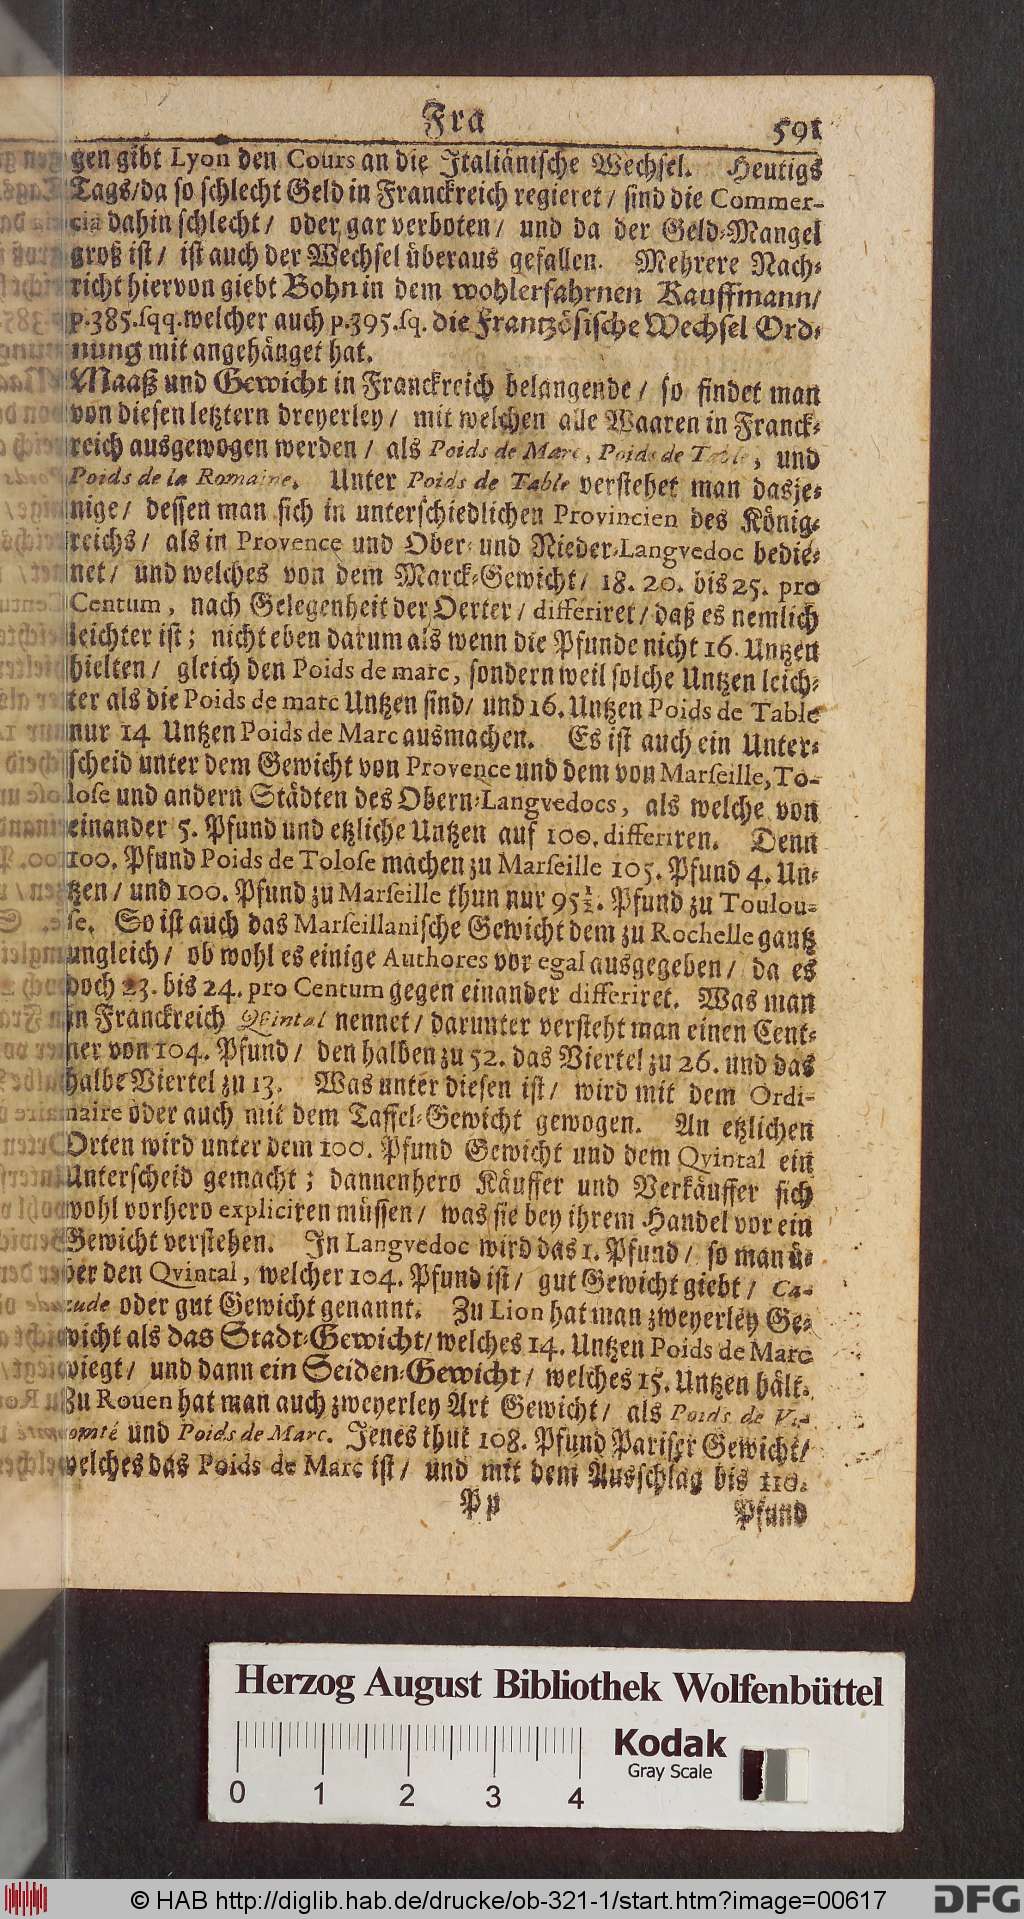 Fra
591
gen gibt Lyon den Cours an die Italiänische Wechsel. Heutigs
Tags/da so schlecht Geld in Franckreich regieret / sind die Commer-
cia dahin schlecht / oder gar verboten / und da der Geld-Mangel
groß ist / ist auch der Wechsel überaus gefallen. Mehrere Nach-
richt hiervon giebt Bohn in dem wohlerfahrnen Kauffmann/
p.385.sqq.welcher auch p.395.sq. die Frantzösische Wechsel Ord-
nung mit angehänget hat.
Maaß und Gewicht in Franckreich belangende / so findet man
von diesen letztern dreyerley / mit welchen alle Waaren in Franck-
reich ausgewogen werden / als Poids de Marc, Poids de Table, und
Poids de la Romaine. Unter Poids de Table verstehet man dasje-
nige / dessen man sich in unterschiedlichen Provincien des König-
reichs / als in Provence und Ober- und Nieder-Langvedoc bedie-
net / und welches von dem Marck-Gewicht / 18. 20. bis 25. pro
Centum, nach Gelegenheit der Oerter / differiret / daß es nemlich
leichter ist; nicht eben darum als wenn die Pfunde nicht 16. Untzen
hielten / gleich den Poids de marc, sondern weil solche Untzen leich-
ter als die Poids de marc Untzen sind/ und 16. Untzen Poids de Table
nur 14 Untzen Poids de Marc ausmachen. Es ist auch ein Unter-
scheid unter dem Gewicht von Provence und dem von Marseille, To-
lose und andern Städten des Obern-Langvedocs, als welche von
einander 5. Pfund und etzliche Untzen auf 100. differiren. Denn
100. Pfund Poids de Tolose machen zu Marseille 105. Pfund 4. Un-
tzen / und 100. Pfund zu Marseille thun nur 95½. Pfund zu Toulou-
se. So ist auch das Marseillanische Gewicht dem zu Rochelle gantz
ungleich / ob wohl es einige Authores vor egal ausgegeben / da es
doch 23. bis 24. pro Centum gegen einander differiret. Was man
in Franckreich Qvintal nennet / darunter versteht man einen Cent-
ner von 104. Pfund / den halben zu 52. das Viertel zu 26. und das
halbe Viertel zu 13. Was unter diesen ist / wird mit dem Ordi-
naire oder auch mit dem Taffel-Gewicht gewogen. An etzlichen
Orten wird unter dem 100. Pfund Gewicht und dem Qvintal ein
Unterscheid gemacht; dannenhero Käuffer und Verkäuffer sich
wohl vorhero expliciren müssen / was sie bey ihrem Handel vor ein
Gewicht verstehen. In Langvedoc wird das 1. Pfund / so man ü-
ber den Qvintal, welcher 104. Pfund ist / gut Gewicht giebt / Ca-
rude oder gut Gewicht genannt. Zu Lion hat man zweyerley Ge-
wicht als das Stadt-Gewicht/ welches 14. Untzen Poids de Marc
wiegt / und dann ein Seiden-Gewicht / welches 15. Untzen hält.
Zu Rouen hat man auch zweyerley Art Gewicht / als Poids de Vi-
comté und Poids de Marc. Jenes thut 108. Pfund Pariser Gewicht/
welches das Poids de Marc ist / und mit dem Ausschlag bis 110.
Pp
Pfund
Herzog August Bibliothek Wolfenbüttel
0 1 2 3 4
Kodak
Gray Scale
© HAB http://diglib.hab.de/drucke/ob-321-1/start.htm?image=00617
DFG